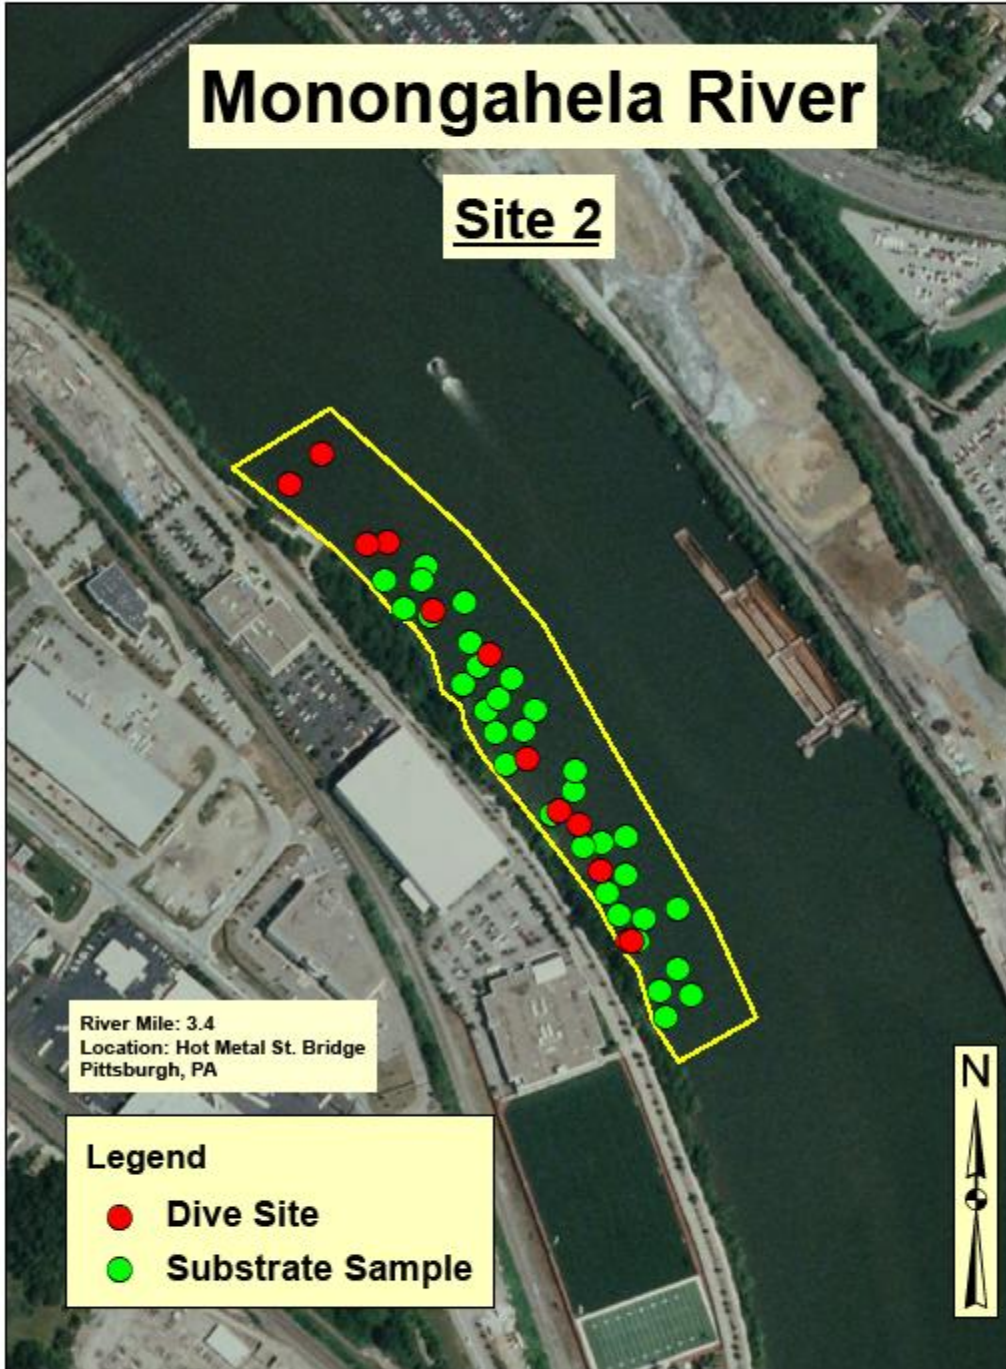 Monongahela River
Site 2
River Mile: 3.4
Location: Hot Metal St. Bridge
Pittsburgh, PA
N
Legend
Dive Site
Substrate Sample